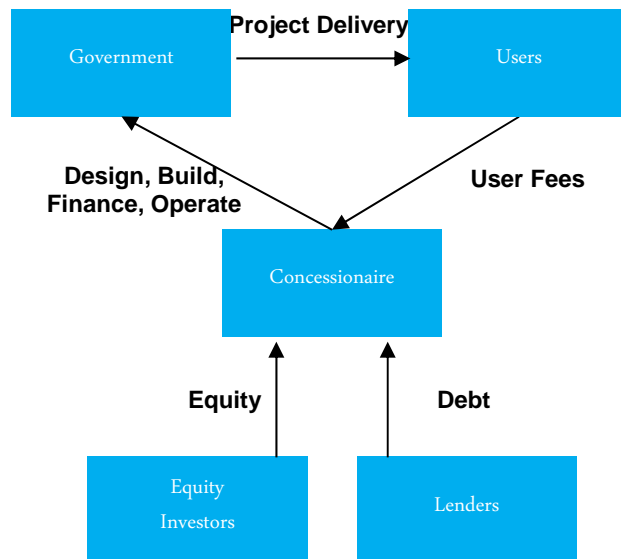 Project Delivery
Government
Users
Design, Build,
Finance, Operate
User Fees
Concessionaire
Equity
Debt
Equity
Investors
Lenders